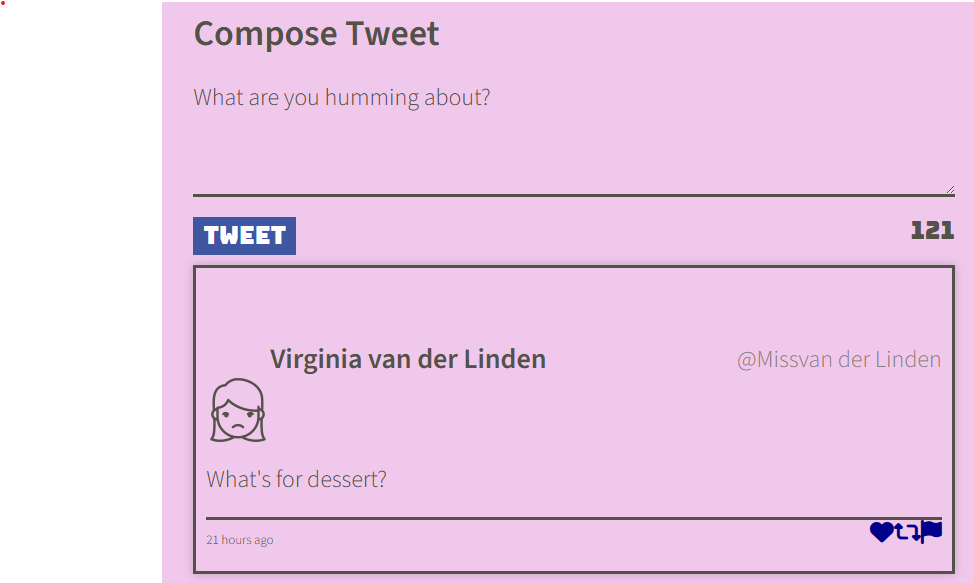 Compose Tweet
What are you humming about?
TWEET 121
Virginia van der Linden @Missvan der Linden
What's for dessert?
21 hours ago